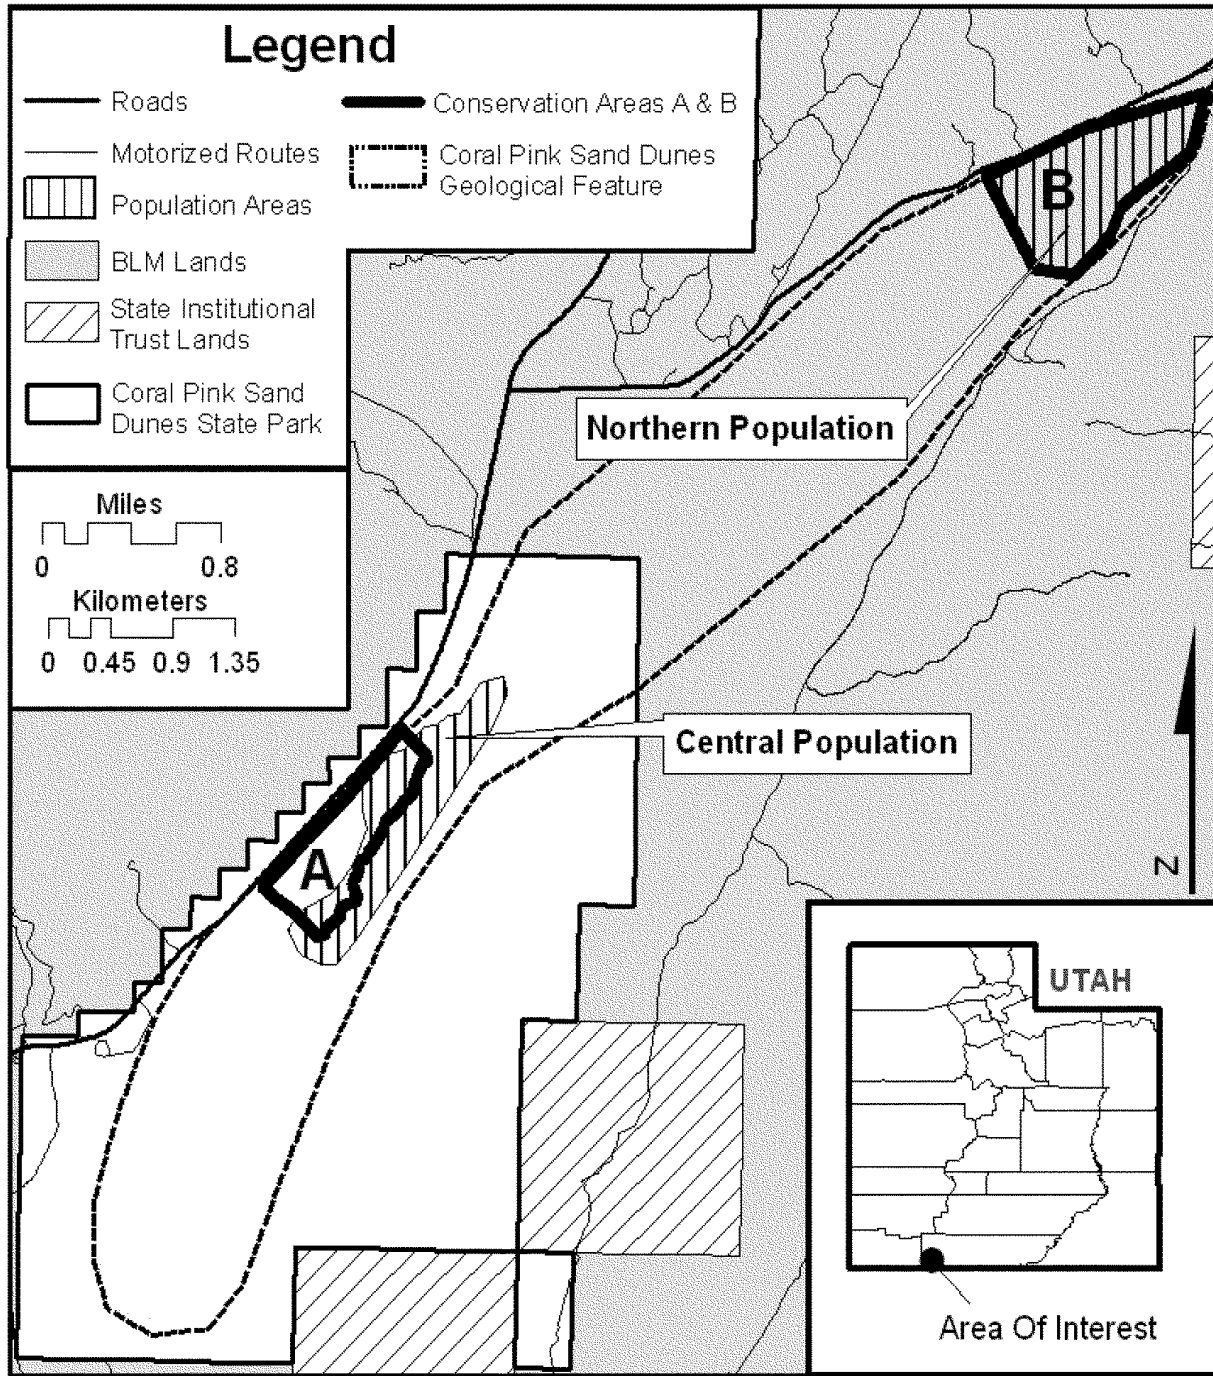 Legend
Roads
Conservation Areas A & B
Motorized Routes
Coral Pink Sand Dunes
Geological Feature
Population Areas
BLM Lands
State Institutional
Trust Lands
Coral Pink Sand
Dunes State Park
Miles
0 0.8
Kilometers
0 0.45 0.9 1.35
B
Northern Population
Central Population
A
N
UTAH
Area Of Interest